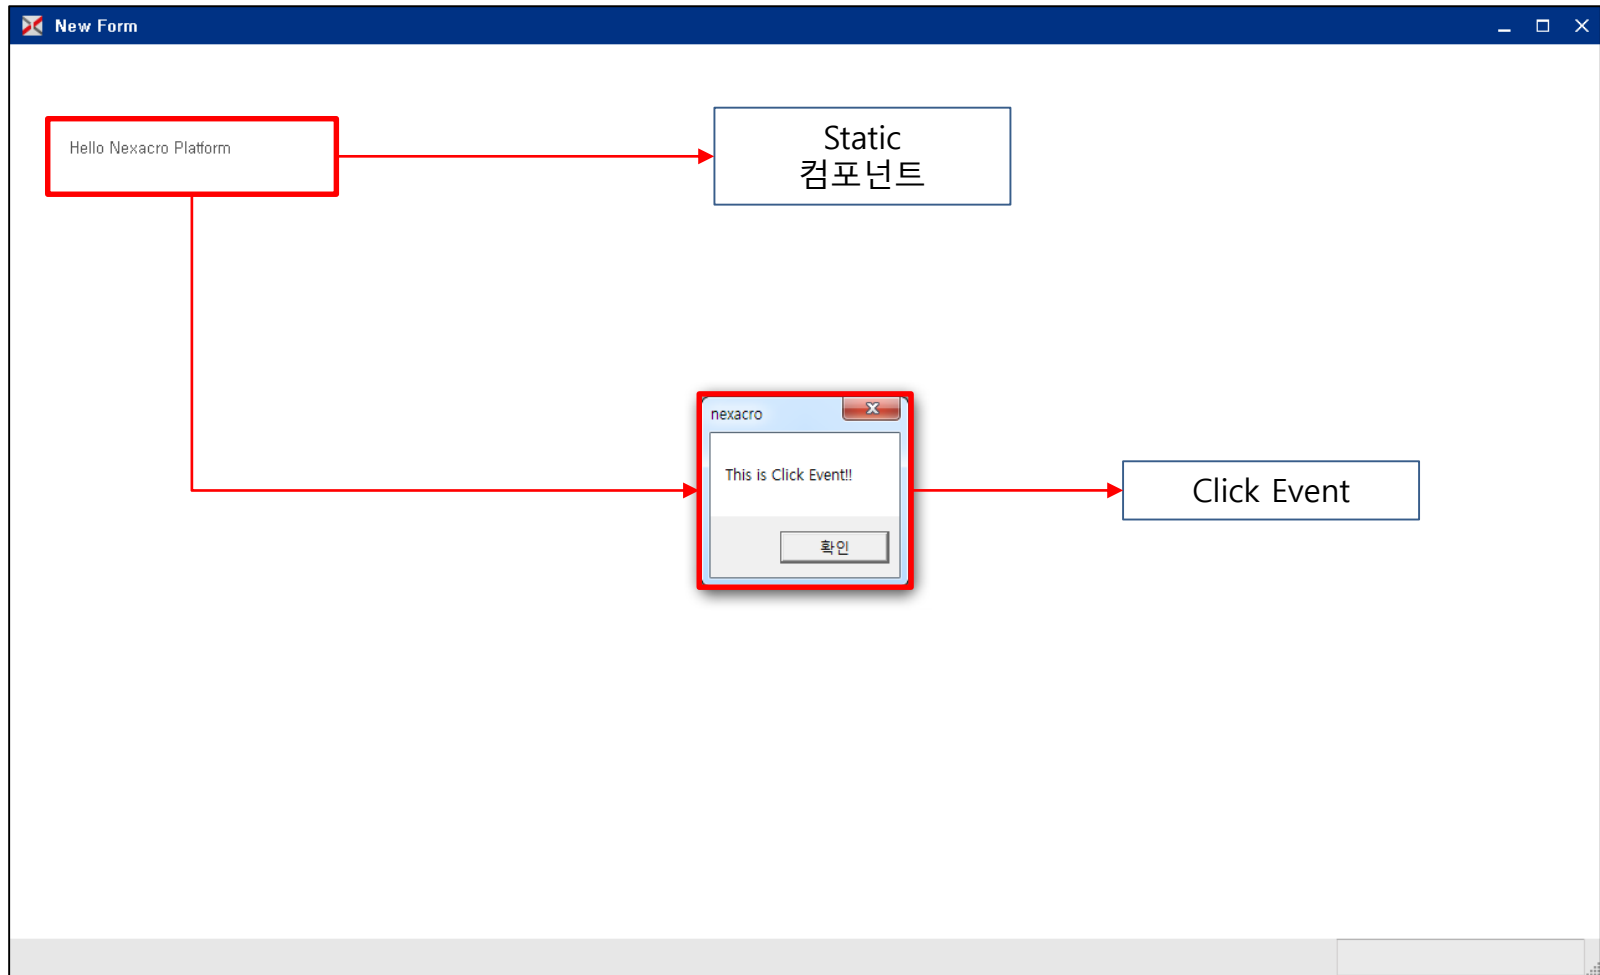 New Form
Hello Nexacro Platform
Static
컴포넌트
nexacro
This is Click Event!!
확인
Click Event